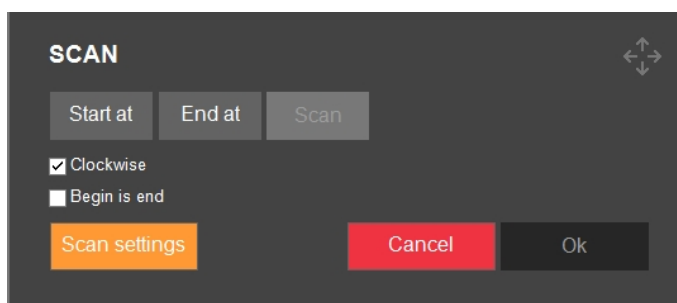 SCAN
Start at End at Scan
Clockwise
Begin is end
Scan settings Cancel Ok